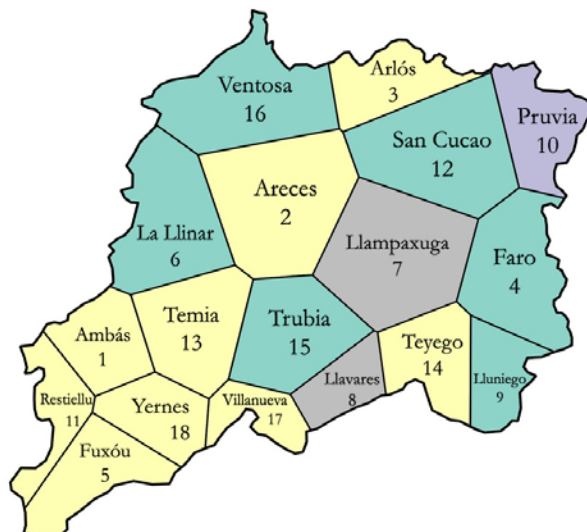 Arlós
3
Ventosa
16
Pruvia
10
San Cucao
12
Areces
2
La Llinar
6
Llampaxuga
7
Faro
4
Temia
13
Trubia
15
Ambás
1
Teyego
14
Lluniego
9
Llavares
8
Restiellu
11
Yernes
18
Villanueva
17
Fuxóu
5